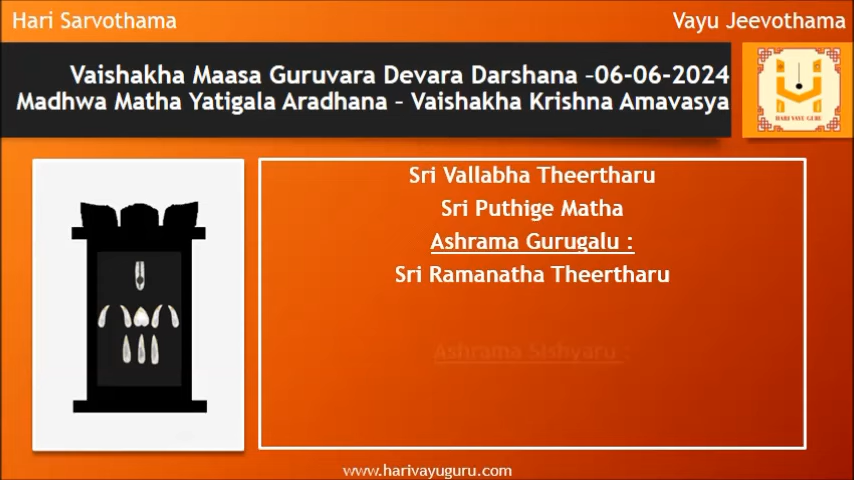 Hari Sarvothama
Vayu Jeevothama
Vaishakha Maasa Guruvara Devara Darshana –06-06-2024
Madhwa Matha Yatigala Aradhana – Vaishakha Krishna Amavasya
HARI VAYU GURU
Sri Vallabha Theertharu
Sri Puthige Matha
Ashrama Gurugalu :
Sri Ramanatha Theertharu
Ashrama Sishyaru :
www.harivayuguru.com